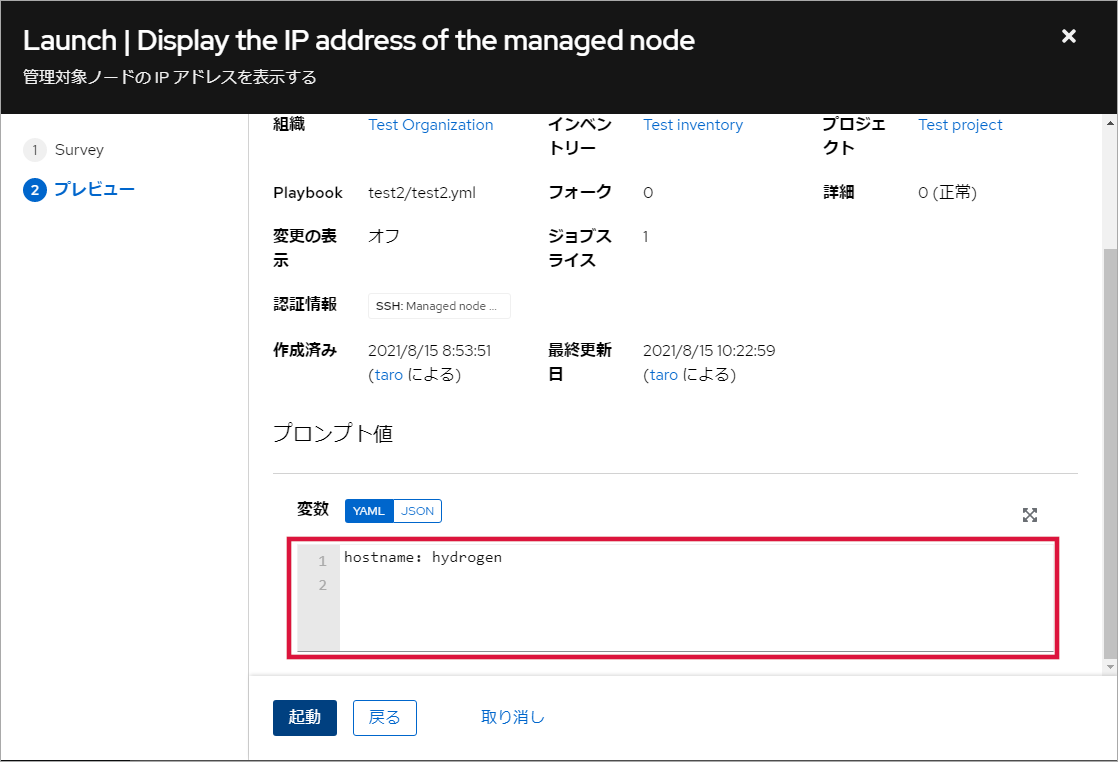 Launch | Display the IP address of the managed node
管理対象ノードの IP アドレスを表示する
1 Survey
2 プレビュー
組織 Test Organization インベントリー Test inventory プロジェクト Test project
Playbook test2/test2.yml フォーク 0 詳細 0 (正常)
変更の表示 オフ ジョブスライス 1
認証情報 SSH: Managed node ...
作成済み 2021/8/15 8:53:51 (taro による) 最終更新日 2021/8/15 10:22:59 (taro による)
プロンプト値
変数 YAML JSON
1 hostname: hydrogen
2
起動 戻る 取り消し